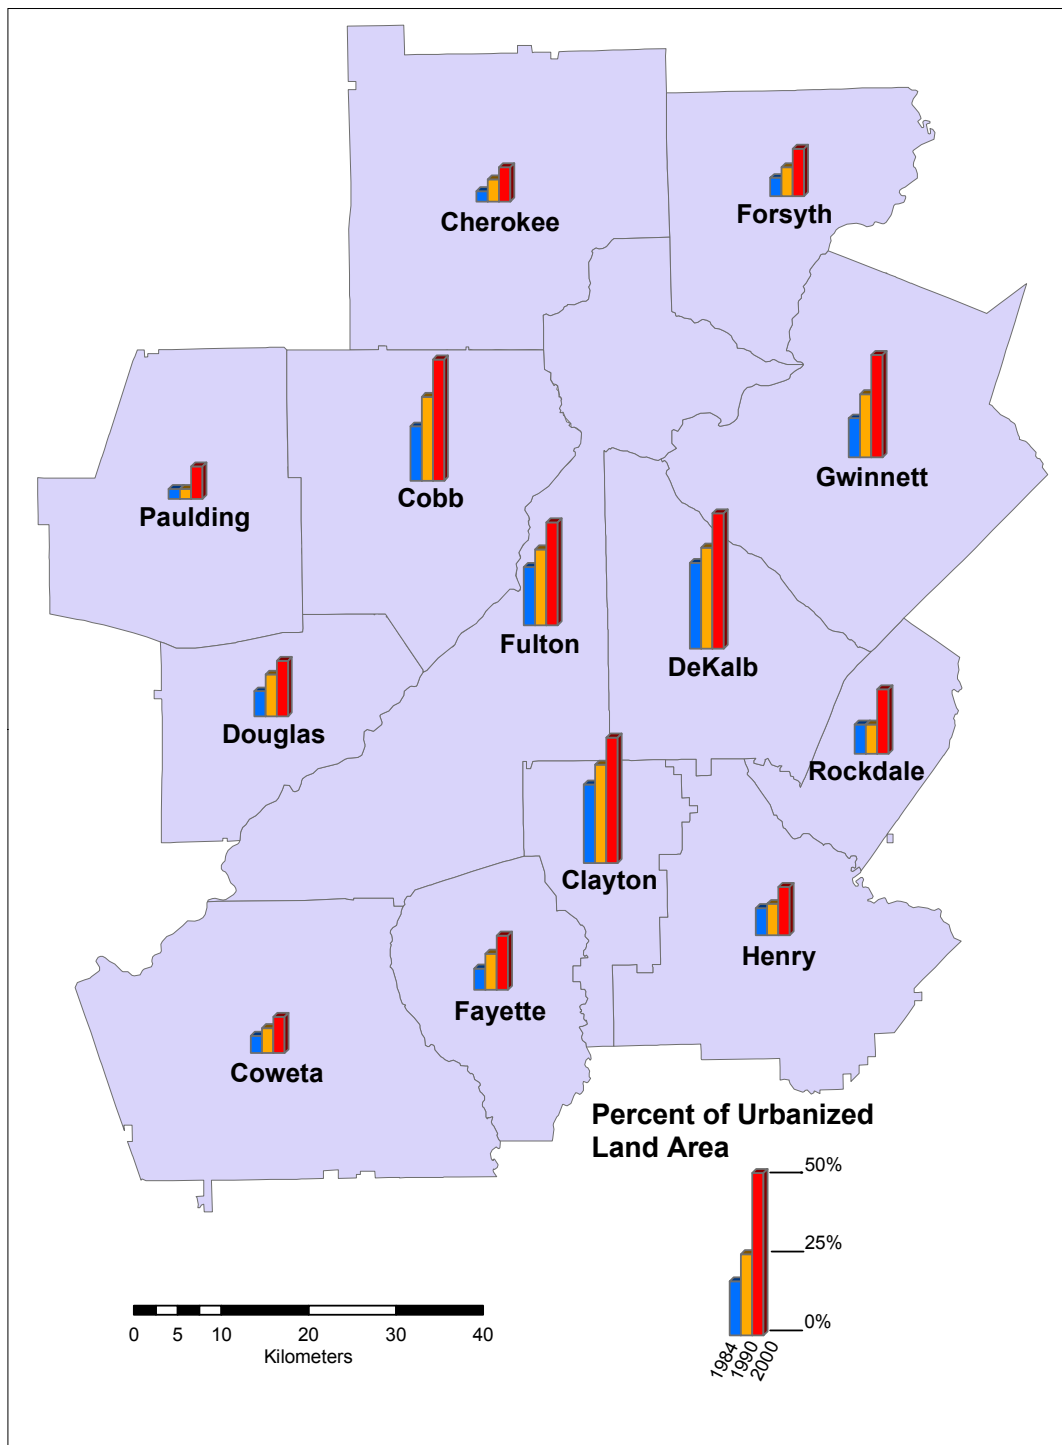 Cherokee
Forsyth
Gwinnett
Cobb
Paulding
Fulton
DeKalb
Douglas
Rockdale
Clayton
Henry
Fayette
Coweta
Percent of Urbanized
Land Area
50%
25%
0%
1984
1990
2000
0 5 10 20 30 40
Kilometers